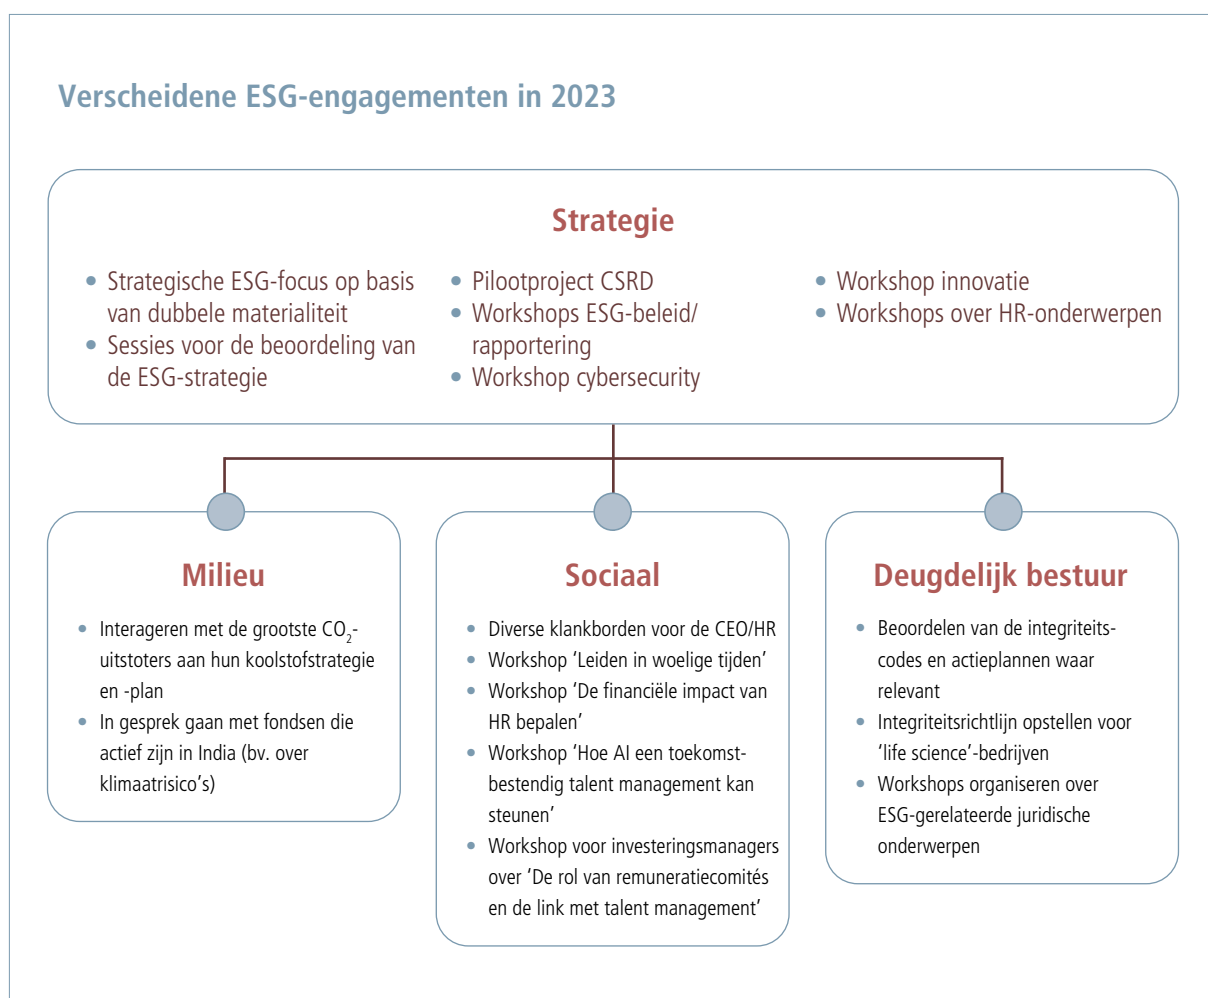 Verscheidene ESG-engagementen in 2023
Strategie
• Strategische ESG-focus op basis
van dubbele materialiteit
• Sessies voor de beoordeling van
de ESG-strategie
• Pilootproject CSRD
• Workshops ESG-beleid/
rapportering
• Workshop cybersecurity
• Workshop innovatie
• Workshops over HR-onderwerpen
Milieu
• Interageren met de grootste CO₂-
uitstoters aan hun koolstofstrategie
en -plan
• In gesprek gaan met fondsen die
actief zijn in India (bv. over
klimaatrisico’s)
Sociaal
• Diverse klankborden voor de CEO/HR
• Workshop ‘Leiden in woelige tijden’
• Workshop ‘De financiële impact van
HR bepalen’
• Workshop ‘Hoe AI een toekomst-
bestendig talent management kan
steunen’
• Workshop voor investeringsmanagers
over ‘De rol van remuneratiecomités
en de link met talent management’
Deugdelijk bestuur
• Beoordelen van de integriteits-
codes en actieplannen waar
relevant
• Integriteitsrichtlijn opstellen voor
‘life science’-bedrijven
• Workshops organiseren over
ESG-gerelateerde juridische
onderwerpen